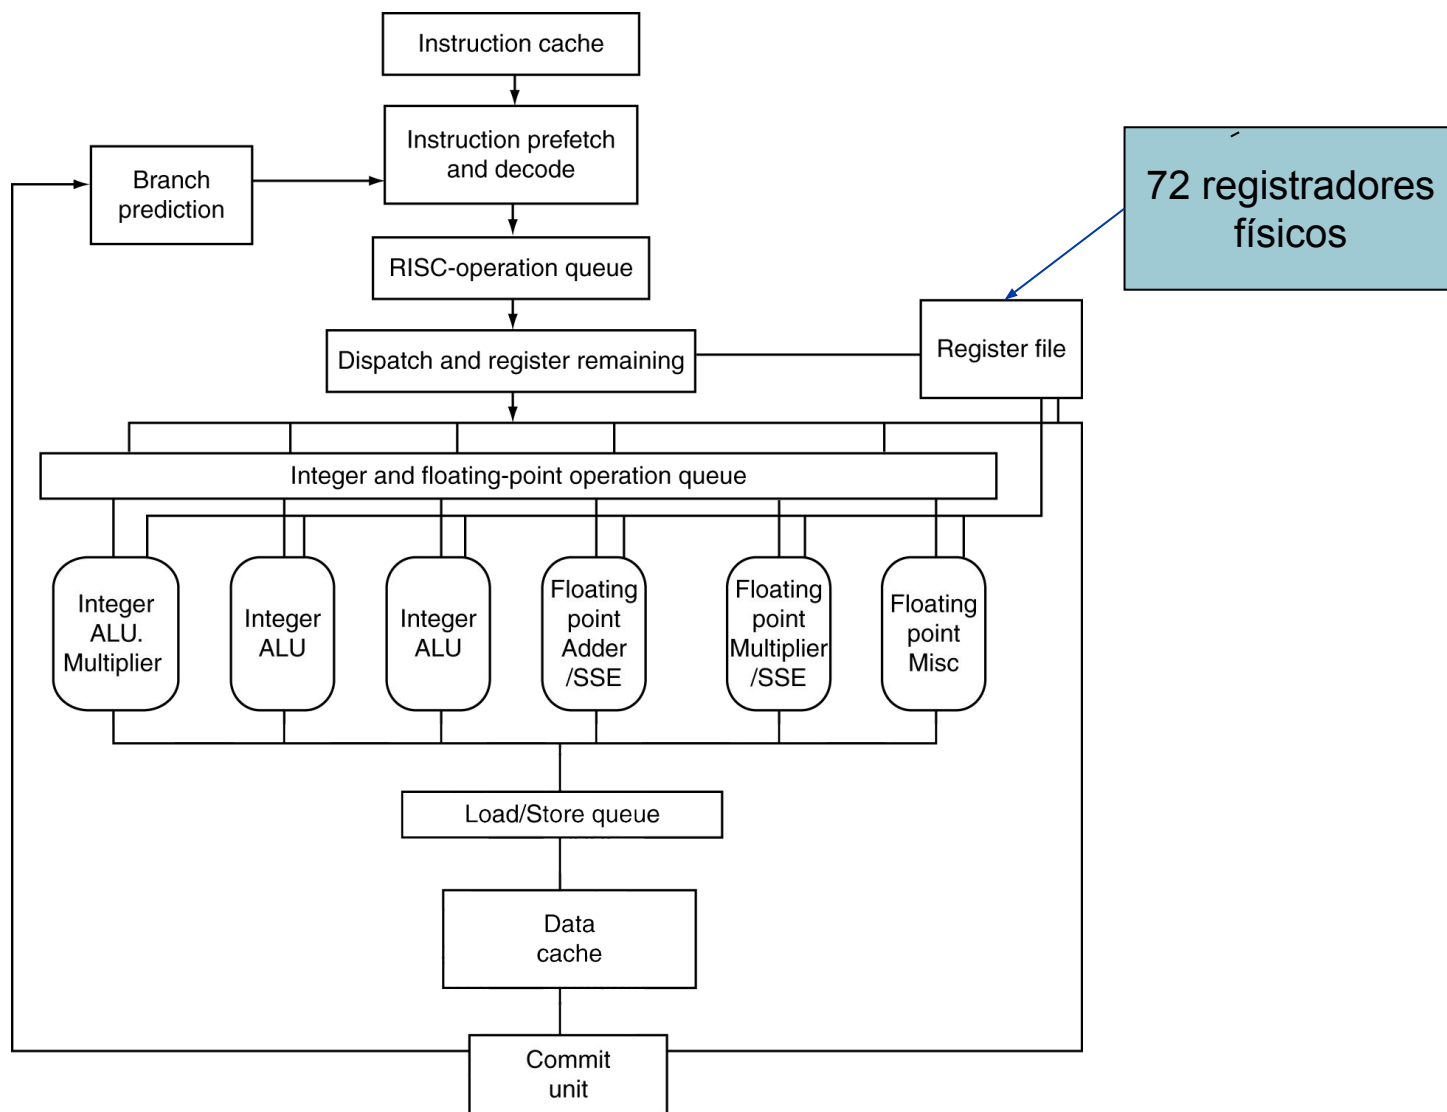 Instruction cache
Instruction prefetch
and decode
Branch
prediction
72 registradores
físicos
RISC-operation queue
Dispatch and register remaining
Register file
Integer and floating-point operation queue
Integer
ALU.
Multiplier
Integer
ALU
Integer
ALU
Floating
point
Adder
/SSE
Floating
point
Multiplier
/SSE
Floating
point
Misc
Load/Store queue
Data
cache
Commit
unit